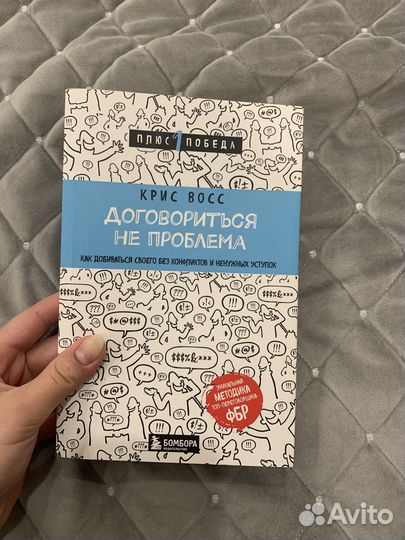 ПЛЮС 1 ПОБЕДА
КРИС ВОСС
ДОГОВОРИТЬСЯ
НЕ ПРОБЛЕМА
КАК ДОБИВАТЬСЯ СВОЕГО БЕЗ КОНФЛИКТОВ И НЕНУЖНЫХ УСТУПОК
УНИКАЛЬНАЯ
МЕТОДИКА
ТОП-ПЕРЕГОВОРЩИКА
ФБР
БОМБОРА
ИЗДАТЕЛЬСТВО
Avito